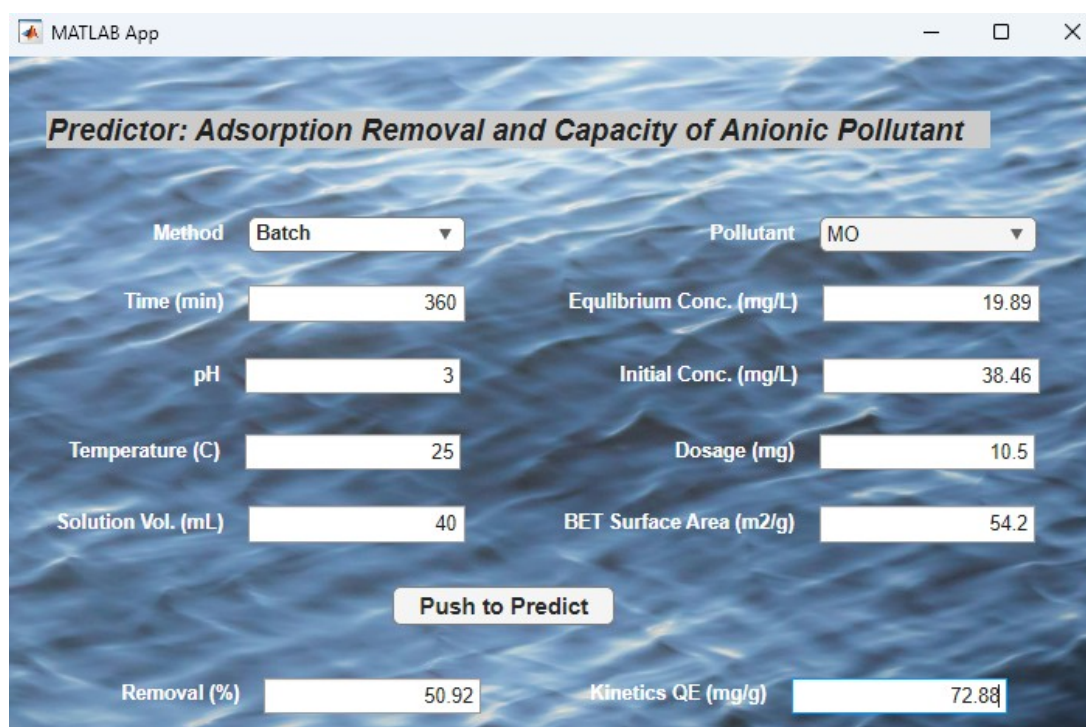 MATLAB App
Predictor: Adsorption Removal and Capacity of Anionic Pollutant
Method Batch Pollutant MO
Time (min) 360 Equlibrium Conc. (mg/L) 19.89
pH 3 Initial Conc. (mg/L) 38.46
Temperature (C) 25 Dosage (mg) 10.5
Solution Vol. (mL) 40 BET Surface Area (m2/g) 54.2
Push to Predict
Removal (%) 50.92 Kinetics QE (mg/g) 72.88